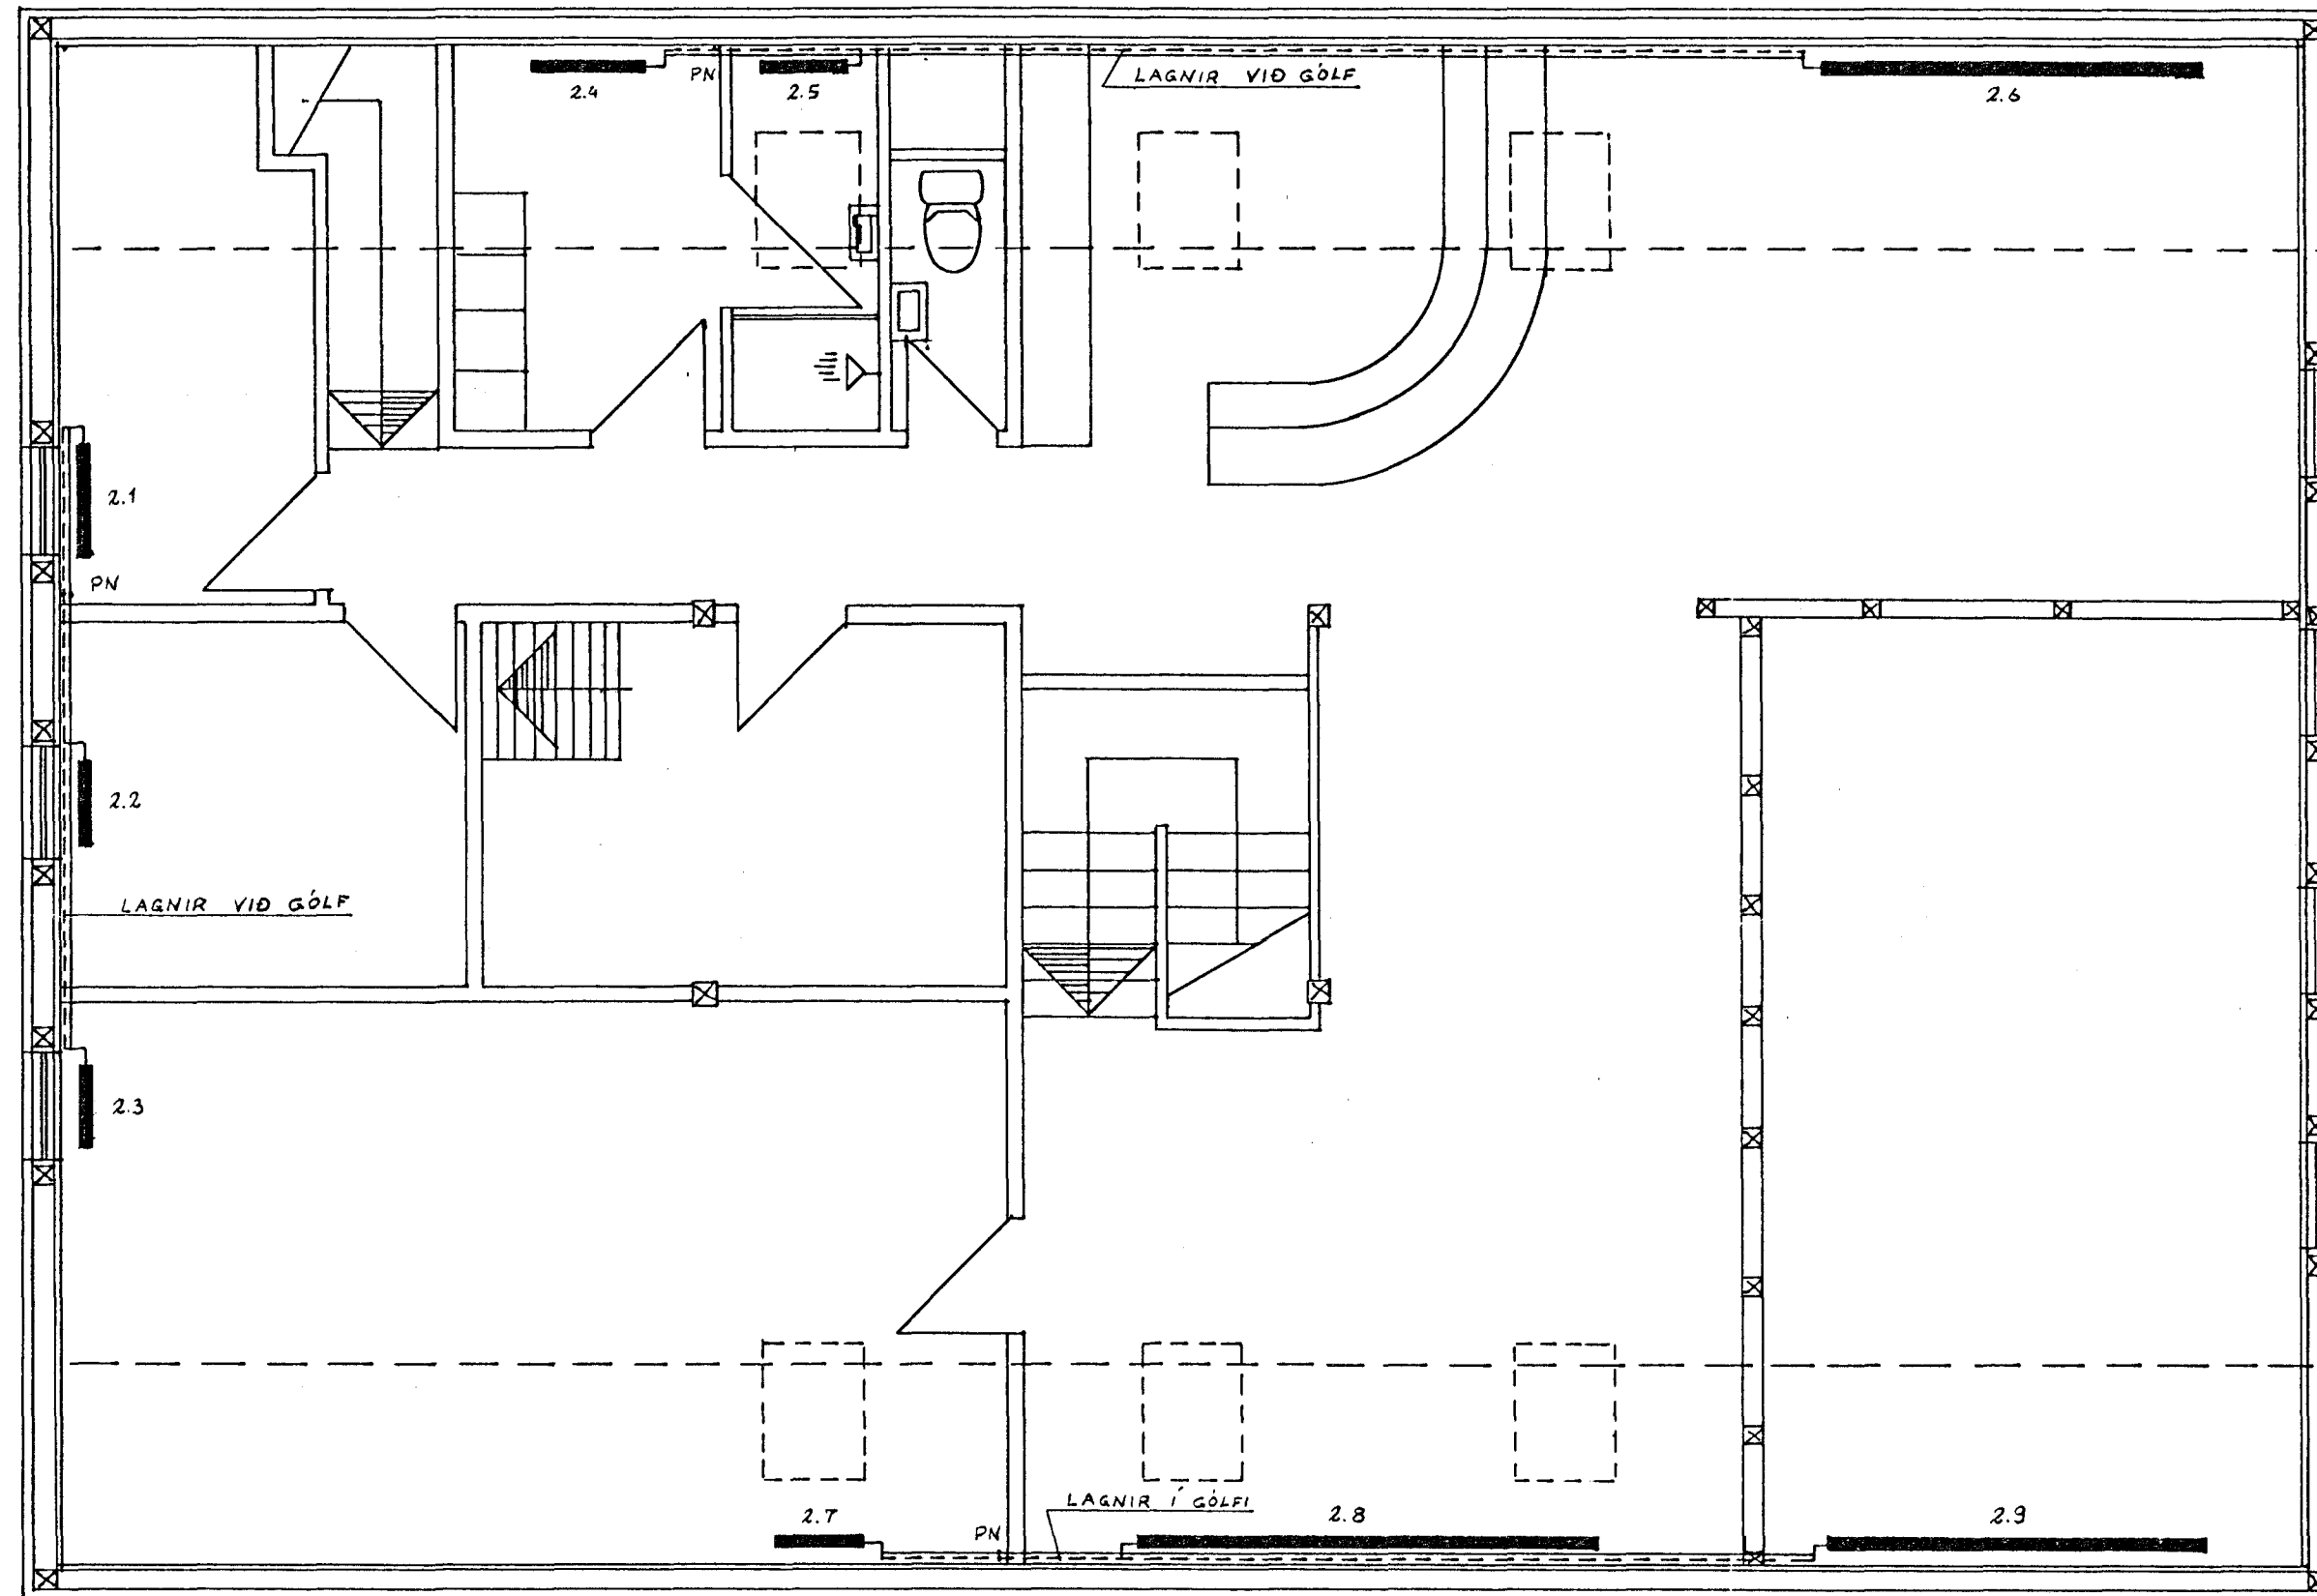 PN
2.4
2.5
LAGNIR VIÐ GÓLF
2.6
2.1
PN
2.2
LAGNIR VIÐ GÓLF
2.3
LAGNIR Í GÓLFI
2.7
PN
2.8
2.9